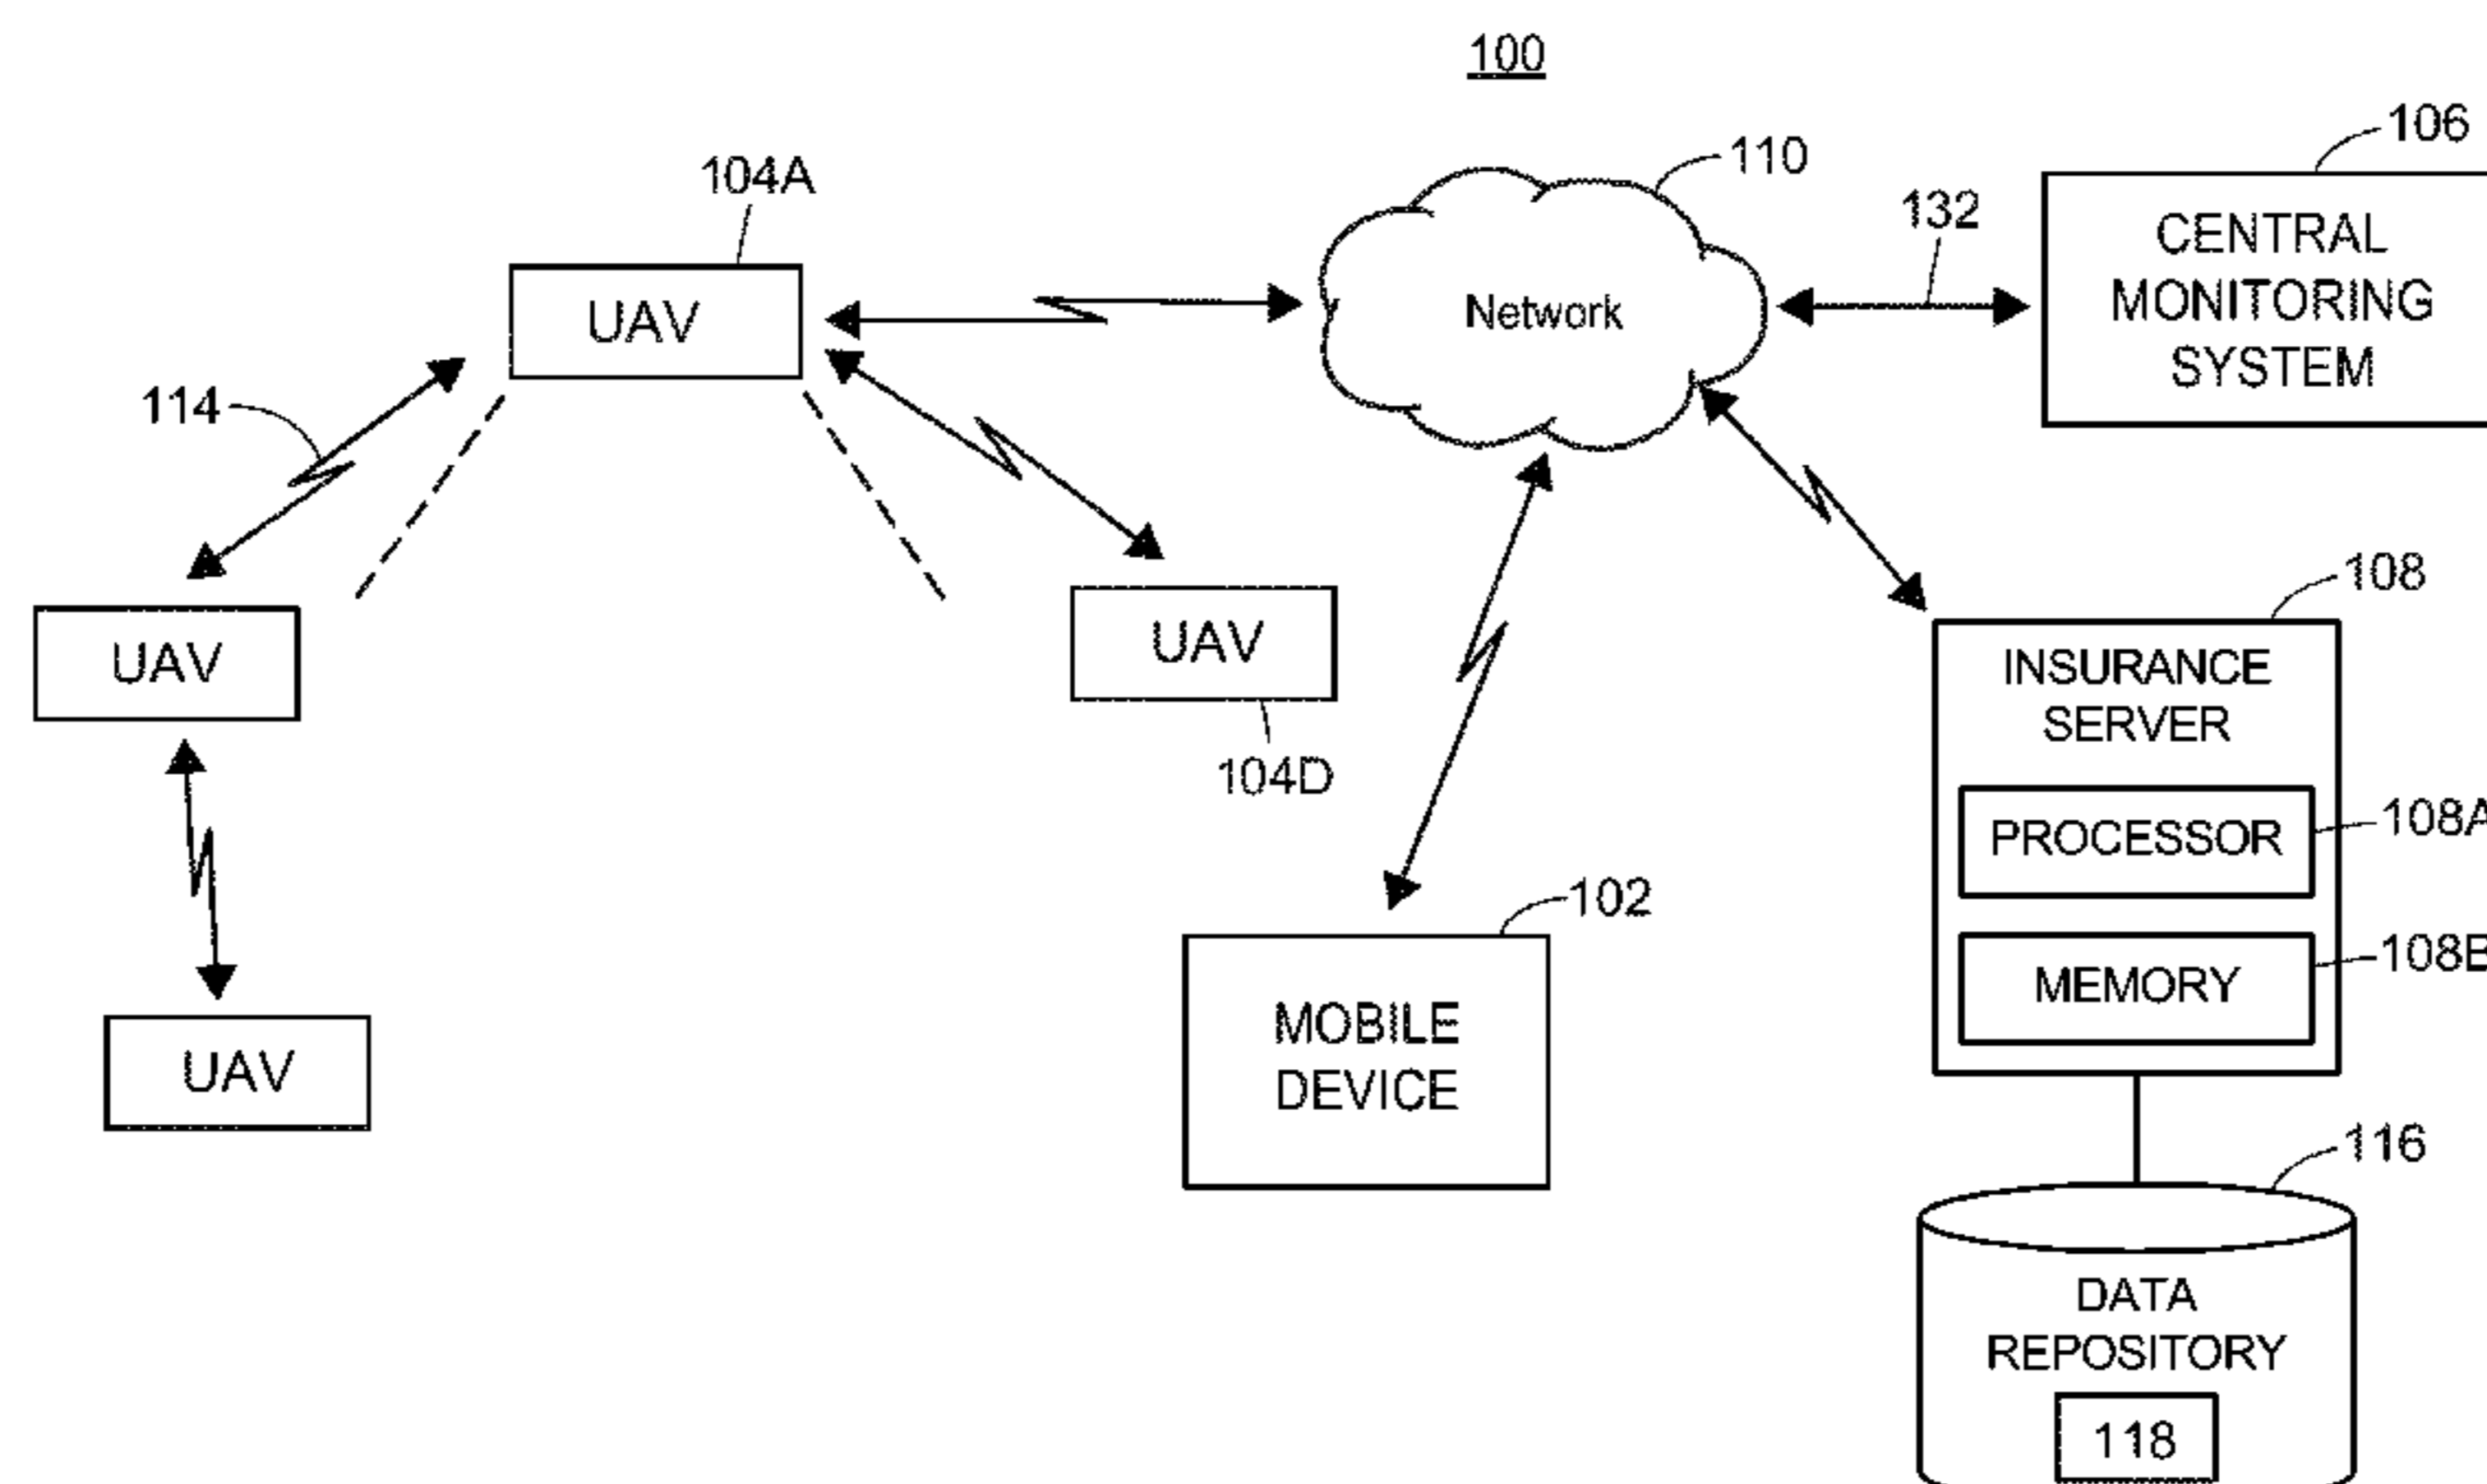 100
106
110
104A
132
CENTRAL
MONITORING
SYSTEM
UAV
Network
114
108
UAV
UAV
INSURANCE
SERVER
104D
108A
PROCESSOR
102
108B
MEMORY
MOBILE
DEVICE
UAV
116
DATA
REPOSITORY
118